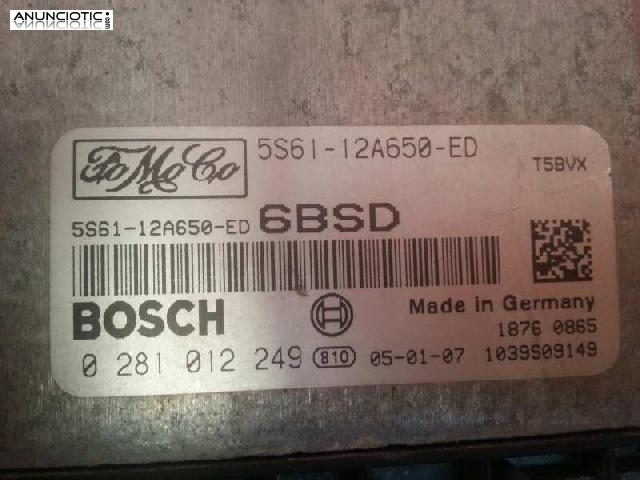 ANUNCIOTIC.es
FoMoCo
5S61-12A650-ED
T5BVX
5S61-12A650-ED 6BSD
BOSCH
Made in Germany
1876 0865
0 281 012 249 810 05-01-07 1039S09149